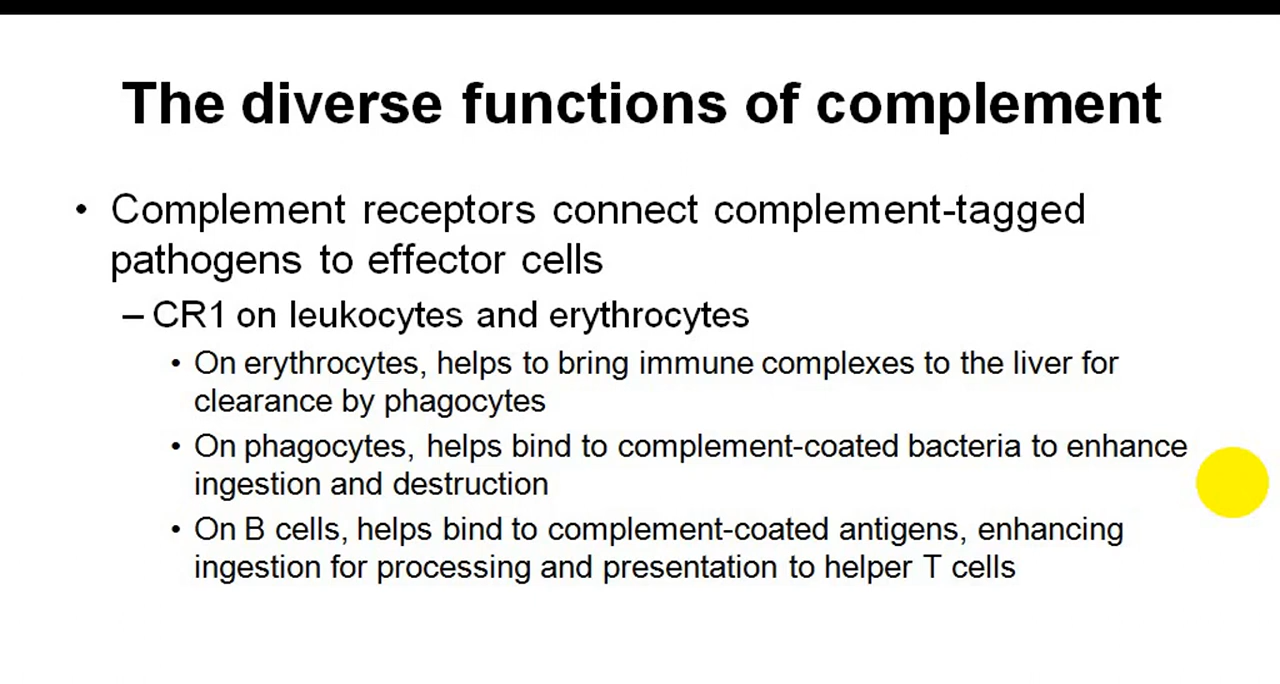 The diverse functions of complement
• Complement receptors connect complement-tagged
pathogens to effector cells
– CR1 on leukocytes and erythrocytes
• On erythrocytes, helps to bring immune complexes to the liver for
clearance by phagocytes
• On phagocytes, helps bind to complement-coated bacteria to enhance
ingestion and destruction
• On B cells, helps bind to complement-coated antigens, enhancing
ingestion for processing and presentation to helper T cells